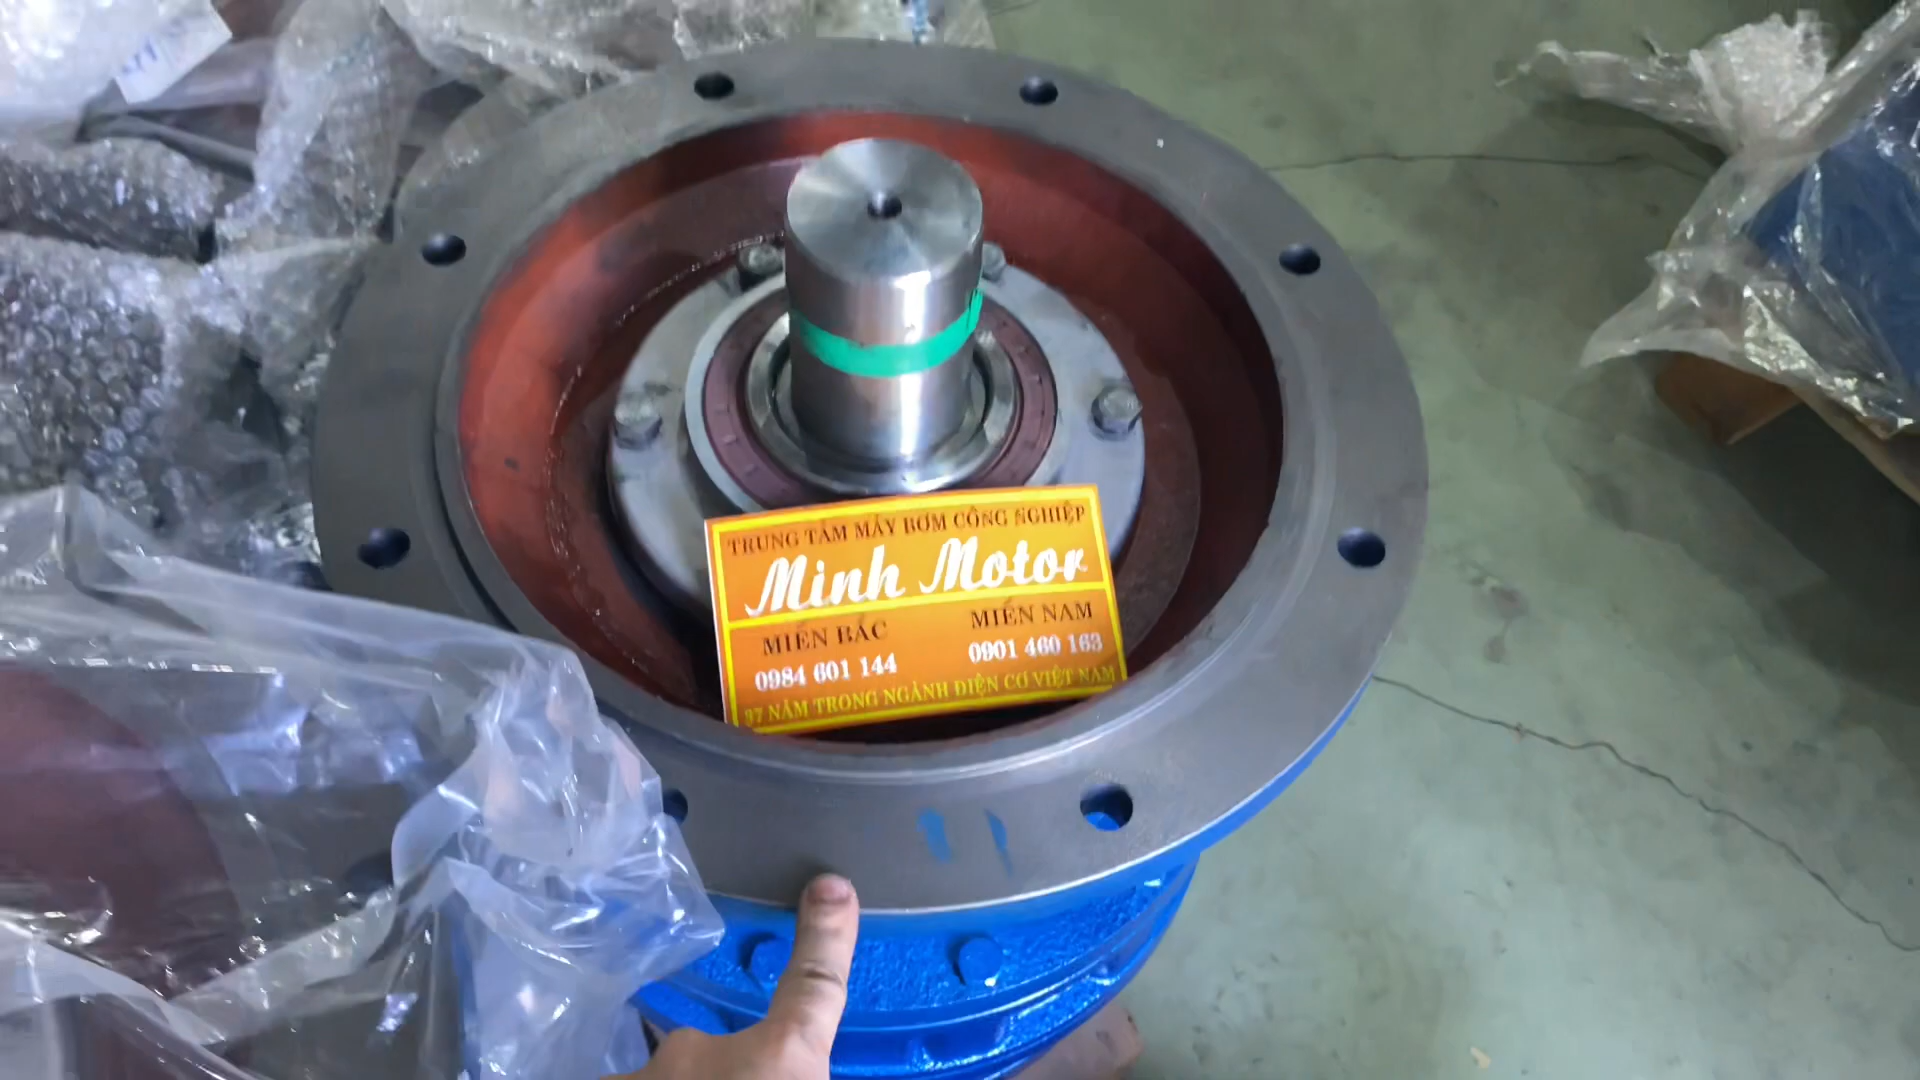 TRUNG TÂM MÁY BƠM CÔNG NGHIỆP
Minh Motor
MIỀN BẮC MIỀN NAM
0984 601 144 0901 460 163
37 NĂM TRONG NGÀNH ĐIỆN CƠ VIỆT NAM